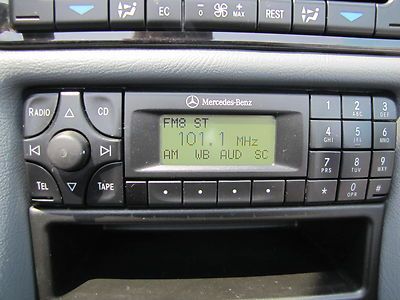 EC
- 0
+ MAX
REST
Mercedes-Benz
RADIO
CD
FM8 ST
101.1 MHz
AM WB AUD SC
TEL
TAPE
1 2 ABC 3 DEF
4 GHI 5 JKL 6 MNO
7 PRS 8 TUV 9 WXY
* 0 OPR #